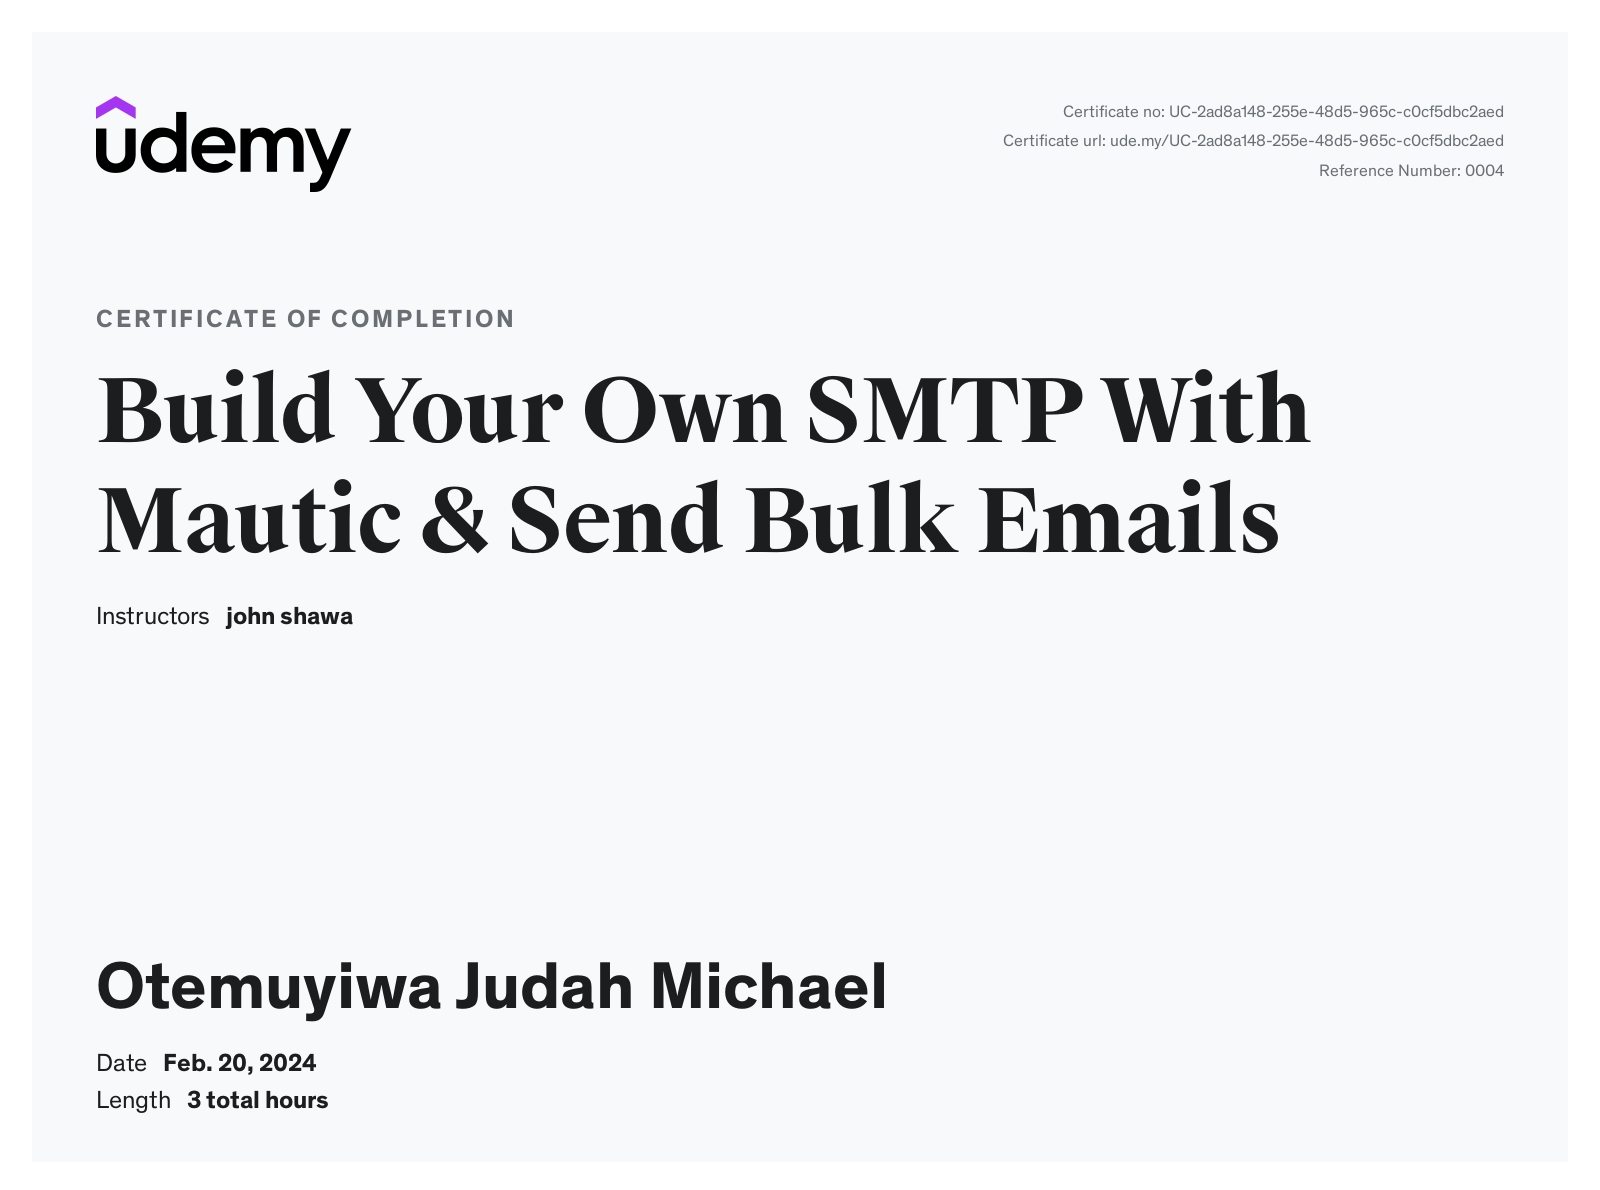 udemy
Certificate no: UC-2ad8a148-255e-48d5-965c-c0cf5dbc2aed
Certificate url: ude.my/UC-2ad8a148-255e-48d5-965c-c0cf5dbc2aed
Reference Number: 0004
CERTIFICATE OF COMPLETION
Build Your Own SMTP With
Mautic & Send Bulk Emails
Instructors john shawa
Otemuyiwa Judah Michael
Date Feb. 20, 2024
Length 3 total hours